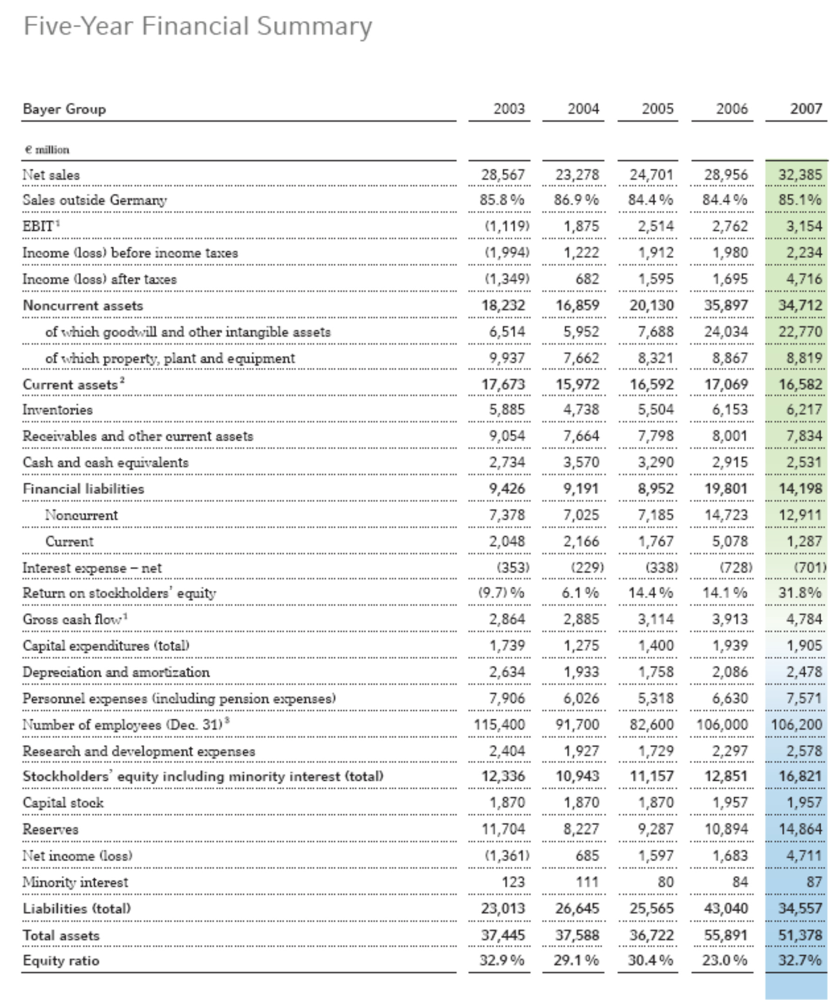 Five-Year Financial Summary
Bayer Group 2003 2004 2005 2006 2007
€ million
Net sales 28,567 23,278 24,701 28,956 32,385
Sales outside Germany 85.8 % 86.9 % 84.4 % 84.4 % 85.1%
EBIT¹ (1,119) 1,875 2,514 2,762 3,154
Income (loss) before income taxes (1,994) 1,222 1,912 1,980 2,234
Income (loss) after taxes (1,349) 682 1,595 1,695 4,716
Noncurrent assets 18,232 16,859 20,130 35,897 34,712
of which goodwill and other intangible assets 6,514 5,952 7,688 24,034 22,770
of which property, plant and equipment 9,937 7,662 8,321 8,867 8,819
Current assets² 17,673 15,972 16,592 17,069 16,582
Inventories 5,885 4,738 5,504 6,153 6,217
Receivables and other current assets 9,054 7,664 7,798 8,001 7,834
Cash and cash equivalents 2,734 3,570 3,290 2,915 2,531
Financial liabilities 9,426 9,191 8,952 19,801 14,198
Noncurrent 7,378 7,025 7,185 14,723 12,911
Current 2,048 2,166 1,767 5,078 1,287
Interest expense – net (353) (229) (338) (728) (701)
Return on stockholders’ equity (9.7) % 6.1 % 14.4 % 14.1 % 31.8%
Gross cash flow¹ 2,864 2,885 3,114 3,913 4,784
Capital expenditures (total) 1,739 1,275 1,400 1,939 1,905
Depreciation and amortization 2,634 1,933 1,758 2,086 2,478
Personnel expenses (including pension expenses) 7,906 6,026 5,318 6,630 7,571
Number of employees (Dec. 31)³ 115,400 91,700 82,600 106,000 106,200
Research and development expenses 2,404 1,927 1,729 2,297 2,578
Stockholders’ equity including minority interest (total) 12,336 10,943 11,157 12,851 16,821
Capital stock 1,870 1,870 1,870 1,957 1,957
Reserves 11,704 8,227 9,287 10,894 14,864
Net income (loss) (1,361) 685 1,597 1,683 4,711
Minority interest 123 111 80 84 87
Liabilities (total) 23,013 26,645 25,565 43,040 34,557
Total assets 37,445 37,588 36,722 55,891 51,378
Equity ratio 32.9 % 29.1 % 30.4 % 23.0 % 32.7%